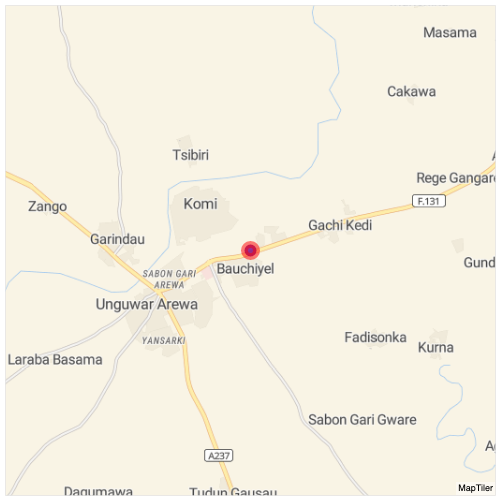 Masama
Cakawa
Tsibiri
Rege Gangare
F.131
Zango
Komi
Gachi Kedi
Garindau
SABON GARI
AREWA
Bauchiyel
Gund
Unguwar Arewa
YANSARKI
Fadisonka
Kurna
Laraba Basama
Sabon Gari Gware
A237
Dagumawa
Tudun Gausau
MapTiler